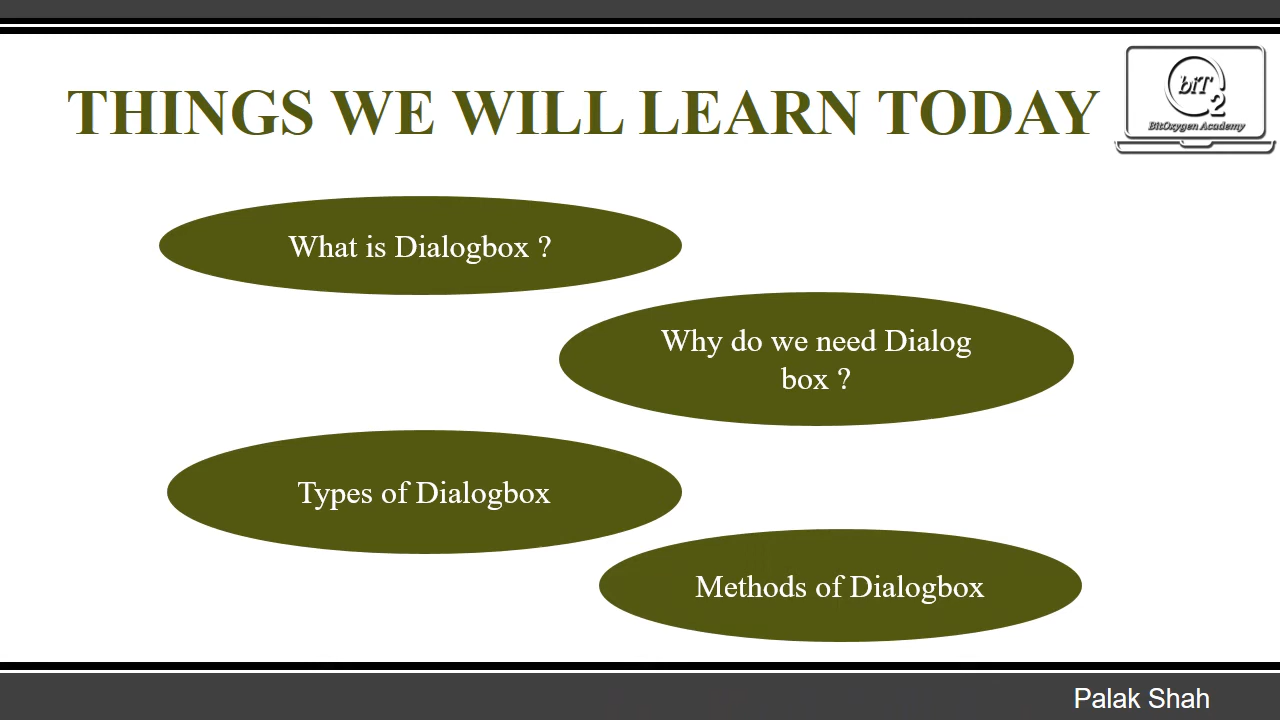 THINGS WE WILL LEARN TODAY
biT
2
BitOxygen Academy
What is Dialogbox ?
Why do we need Dialog
box ?
Types of Dialogbox
Methods of Dialogbox
Palak Shah